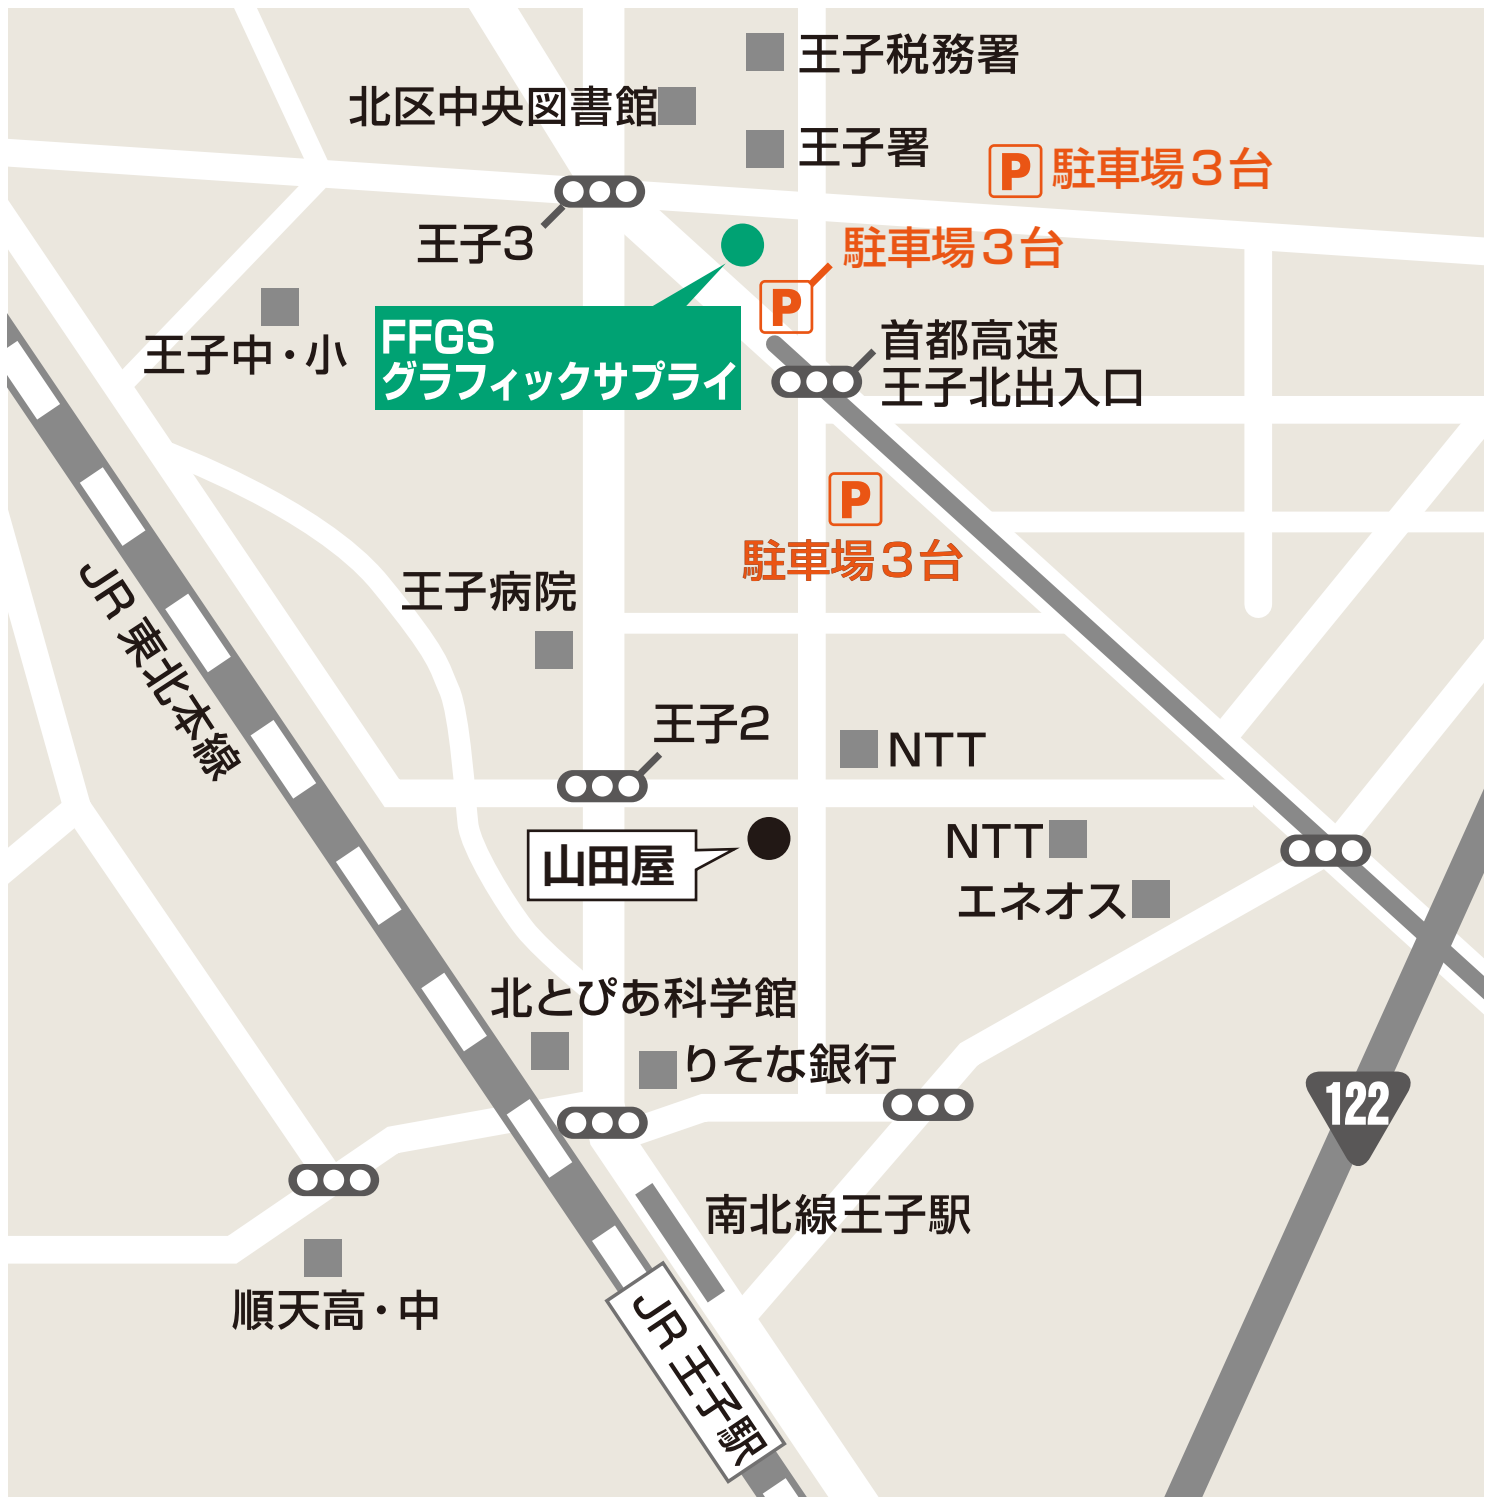 王子税務署
北区中央図書館
王子署
P 駐車場3台
王子3
駐車場3台
P
FFGS
グラフィックサプライ
首都高速
王子北出入口
王子中・小
P
駐車場3台
JR 東北本線
王子病院
王子2
NTT
山田屋
NTT
エネオス
北とぴあ科学館
りそな銀行
122
南北線王子駅
順天高・中
JR 王子駅